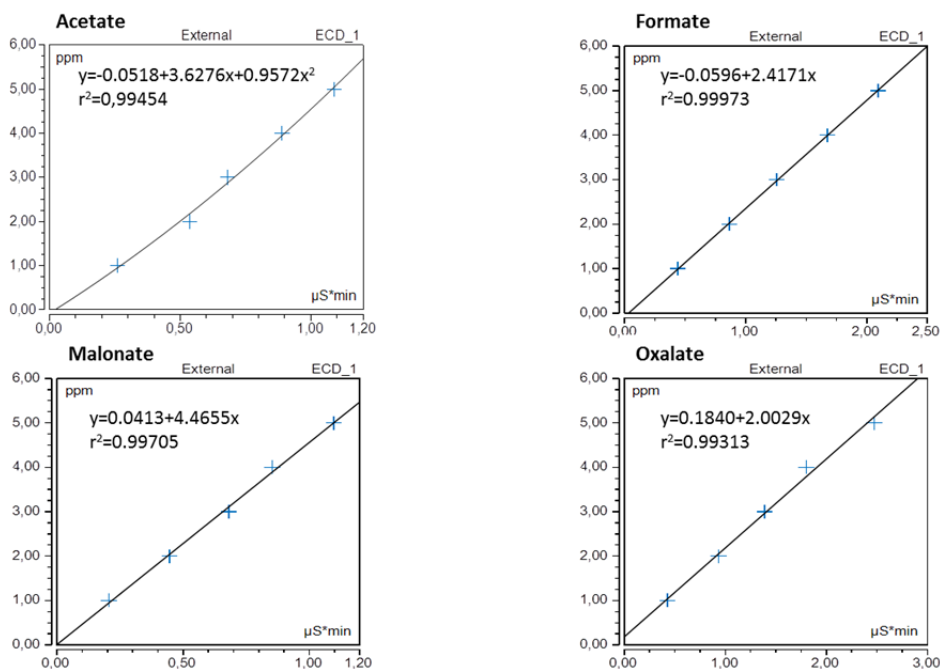 Acetate
External ECD_1
6,00
ppm
y=-0.0518+3.6276x+0.9572x²
r²=0,99454
5,00
4,00
3,00
2,00
1,00
µS*min
0,00
0,00 0,50 1,00 1,20
Formate
External ECD_1
6,00
ppm
y=-0.0596+2.4171x
r²=0.99973
5,00
4,00
3,00
2,00
1,00
µS*min
0,00
0,00 1,00 2,00 2,50
Malonate
External ECD_1
6,00
ppm
y=0.0413+4.4655x
r²=0.99705
5,00
4,00
3,00
2,00
1,00
µS*min
0,00
0,00 0,50 1,00 1,20
Oxalate
External ECD_1
6,00
ppm
y=0.1840+2.0029x
r²=0.99313
5,00
4,00
3,00
2,00
1,00
µS*min
0,00
0,00 1,00 2,00 3,00